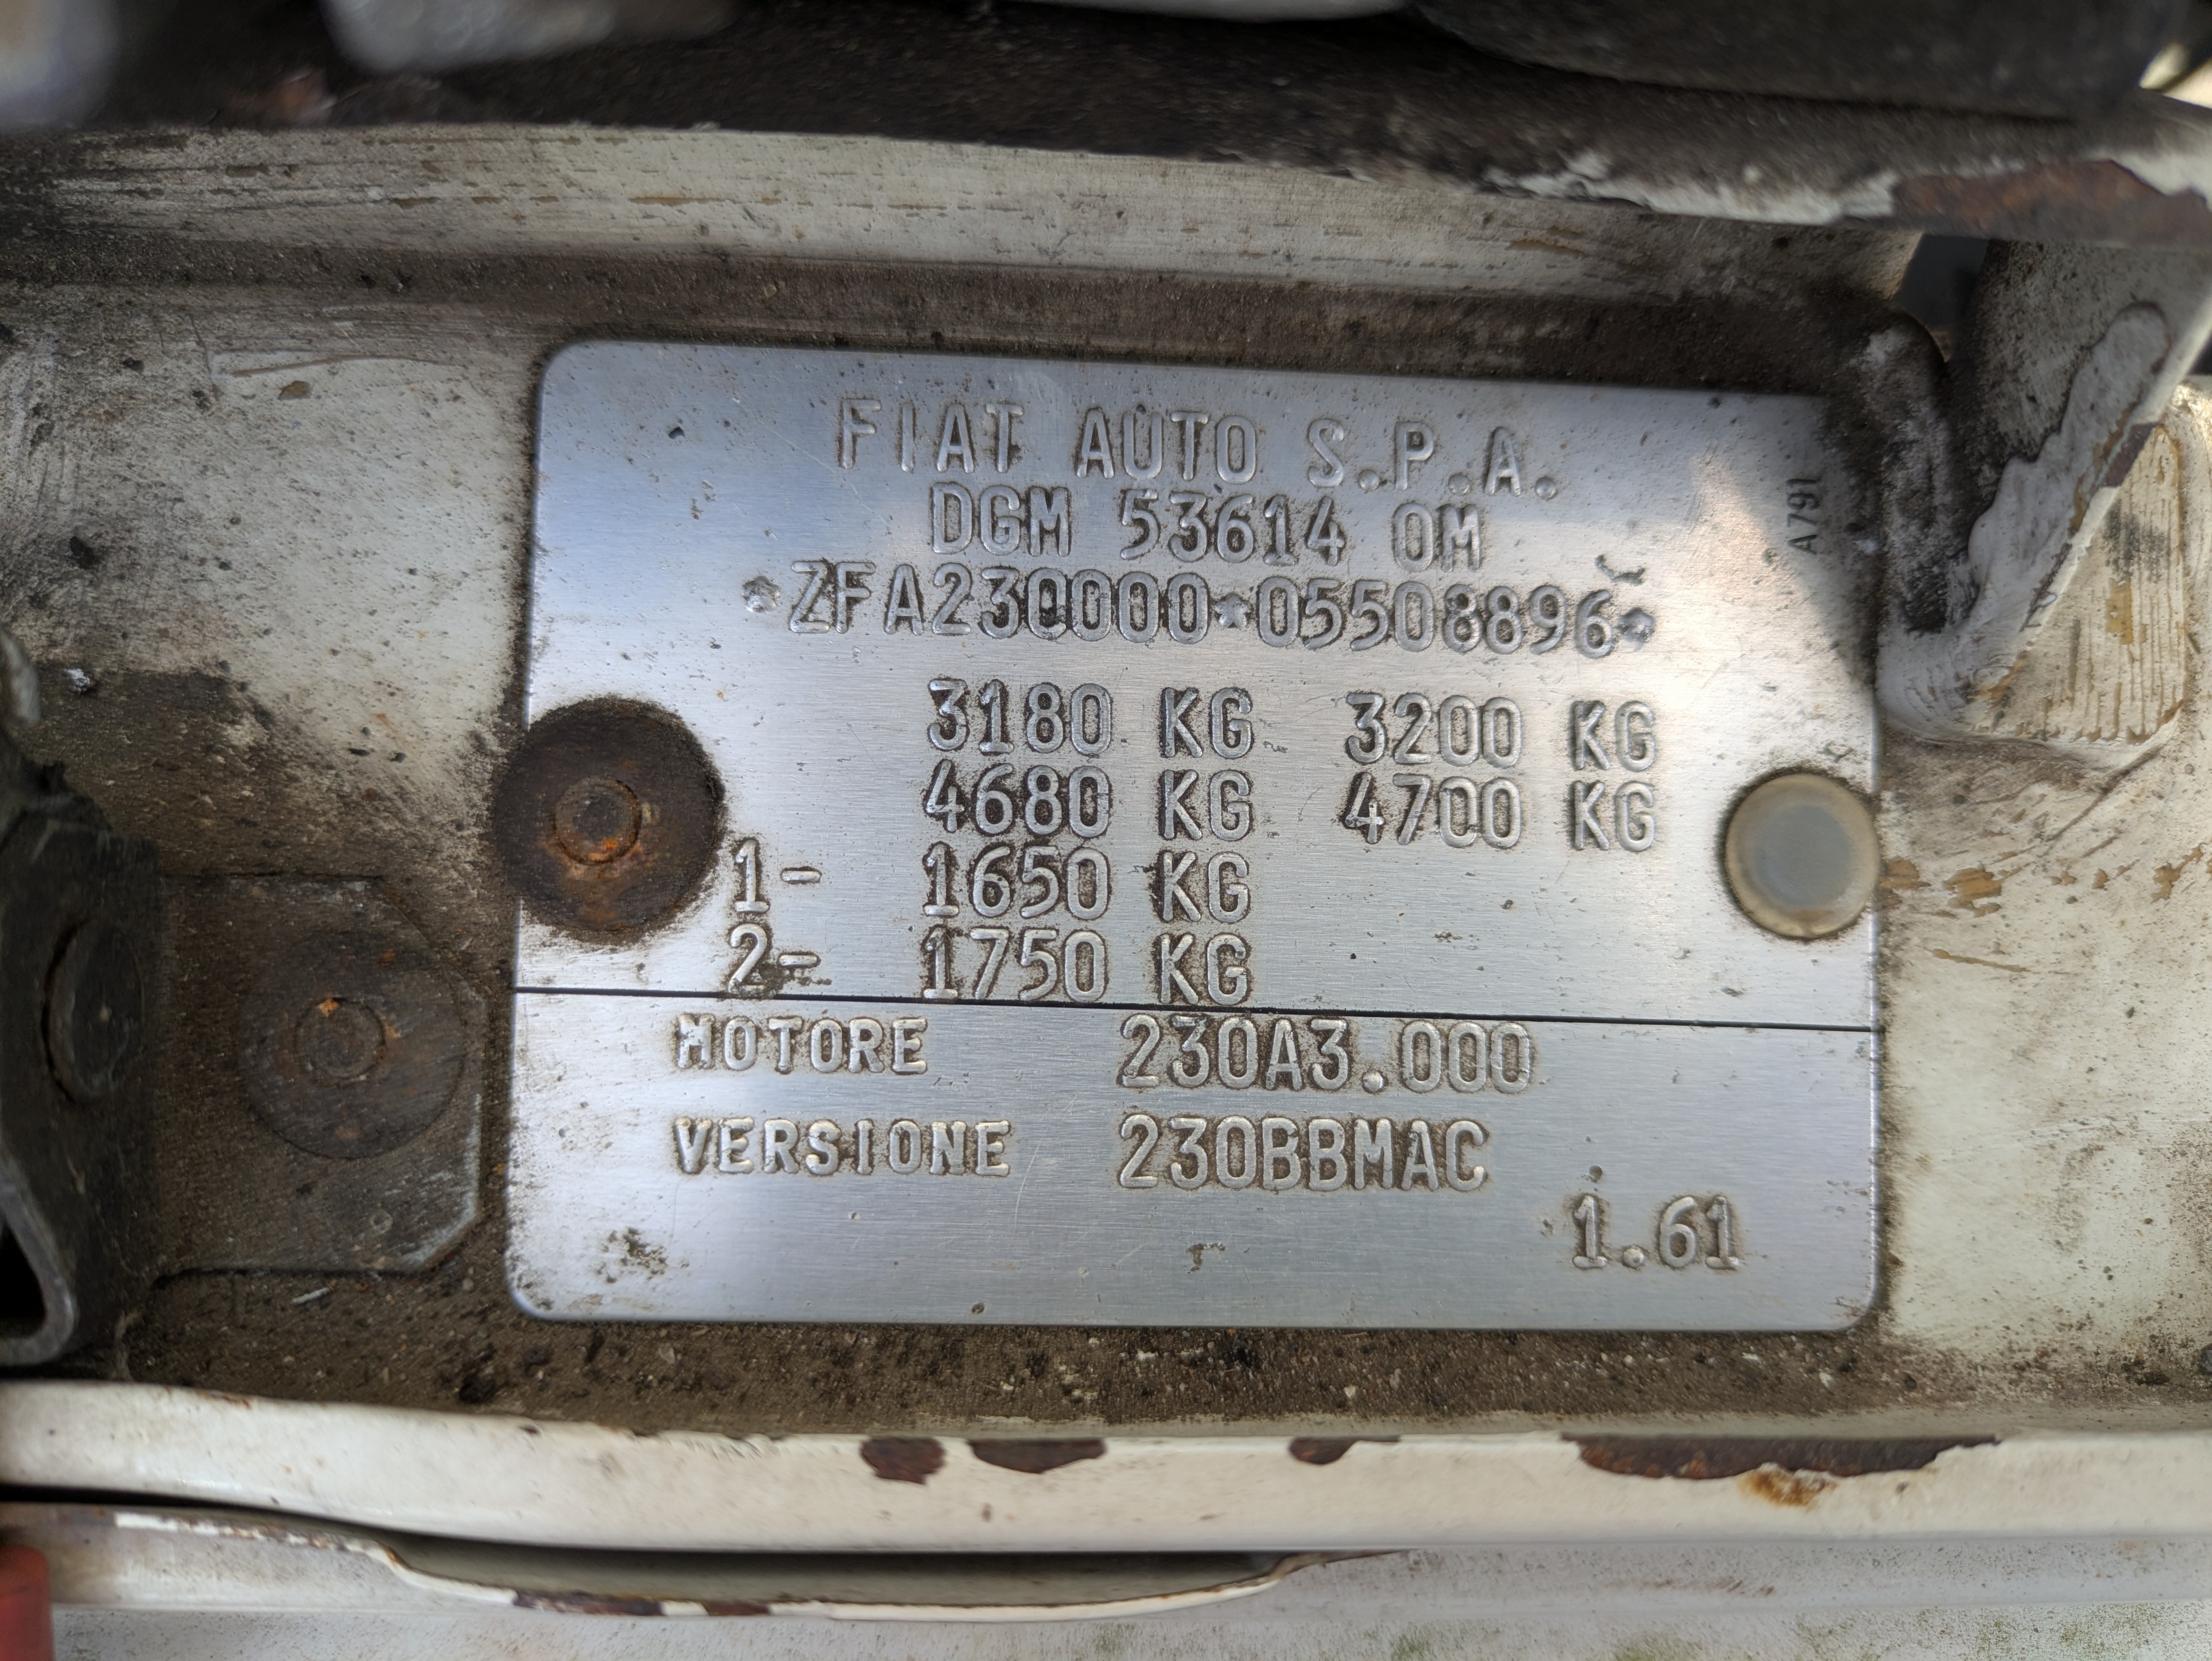 FIAT AUTO S.P.A.
DGM 53614 OM
*ZFA230000*05508896*
A791
3180 KG 3200 KG
4680 KG 4700 KG
1- 1650 KG
2- 1750 KG
MOTORE 230A3.000
VERSIONE 230BBMAC
1.61